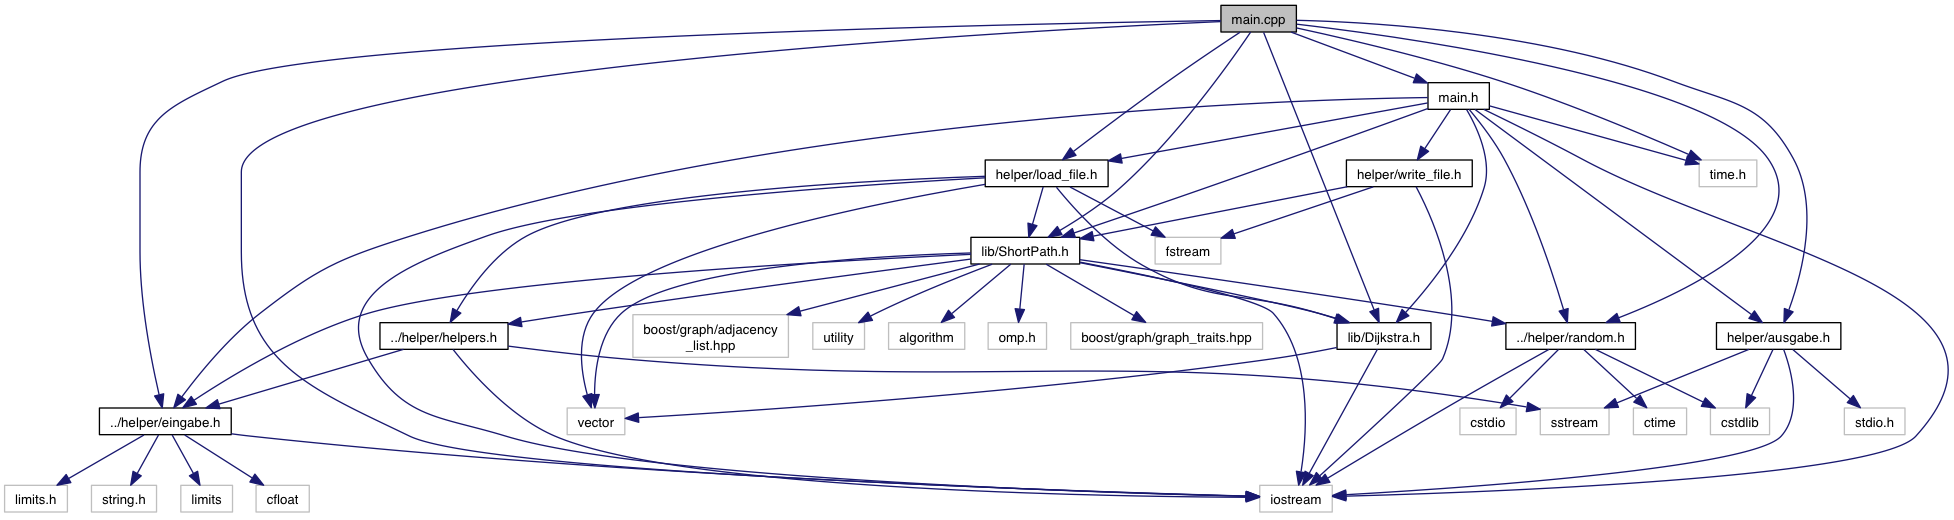 main.cpp
main.h
helper/load_file.h
helper/write_file.h
time.h
lib/ShortPath.h
fstream
../helper/helpers.h
boost/graph/adjacency
_list.hpp
utility
algorithm
omp.h
boost/graph/graph_traits.hpp
lib/Dijkstra.h
../helper/random.h
helper/ausgabe.h
../helper/eingabe.h
vector
cstdio
sstream
ctime
cstdlib
stdio.h
limits.h
string.h
limits
cfloat
iostream